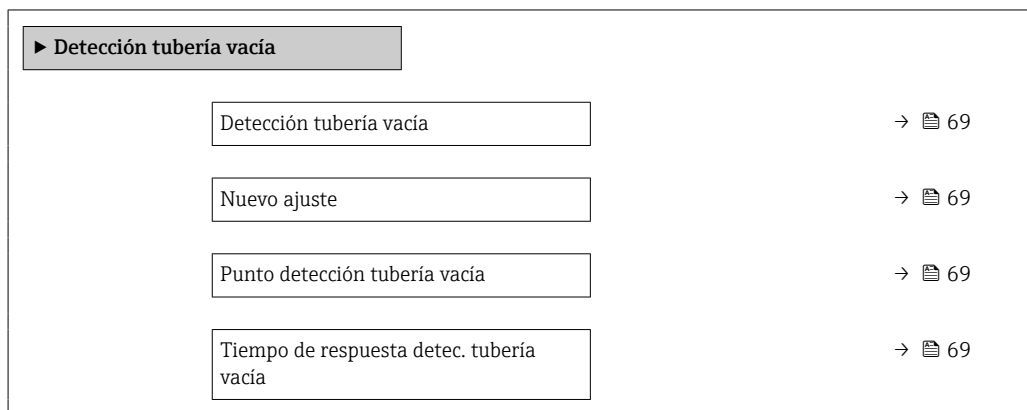 ▶ Detección tubería vacía
Detección tubería vacía → 69
Nuevo ajuste → 69
Punto detección tubería vacía → 69
Tiempo de respuesta detec. tubería → 69
vacía